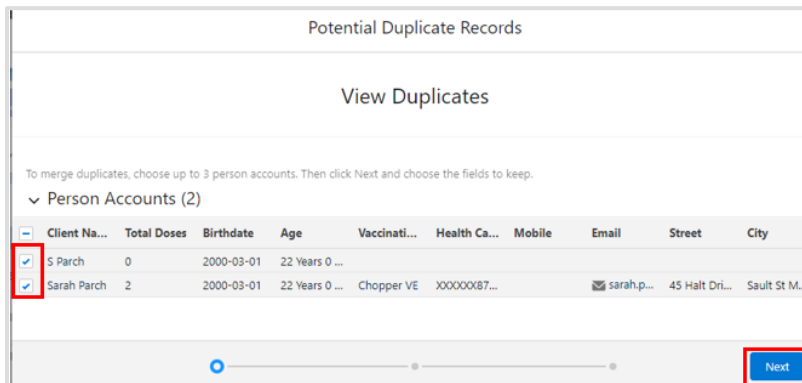 Potential Duplicate Records
View Duplicates
To merge duplicates, choose up to 3 person accounts. Then click Next and choose the fields to keep.
Person Accounts (2)
Client Na... Total Doses Birthdate Age Vaccinati... Health Ca... Mobile Email Street City
S Parch 0 2000-03-01 22 Years 0 ...
Sarah Parch 2 2000-03-01 22 Years 0 ... Chopper VE XXXXXX87... sarah.p... 45 Halt Dri... Sault St M...
Next